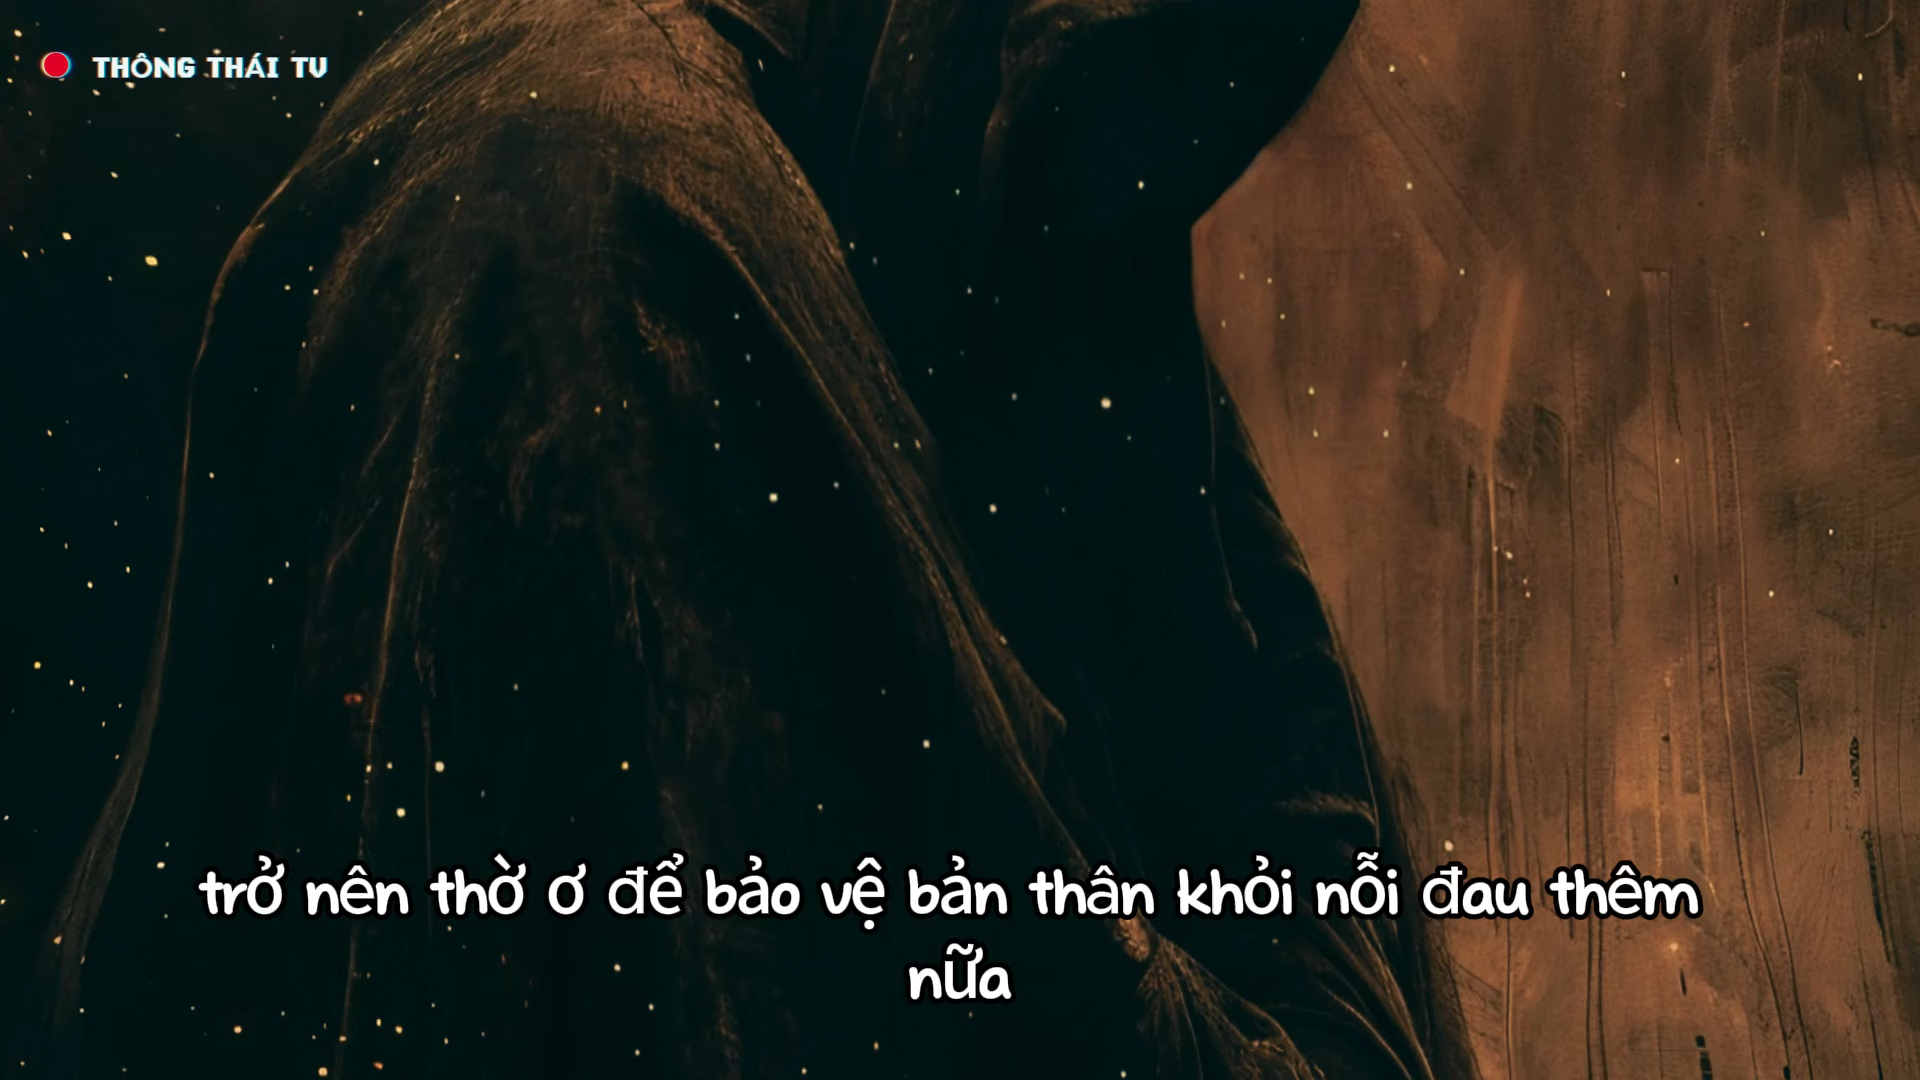 THÔNG THÁI TV
trở nên thờ ơ để bảo vệ bản thân khỏi nỗi đau thêm
nữa